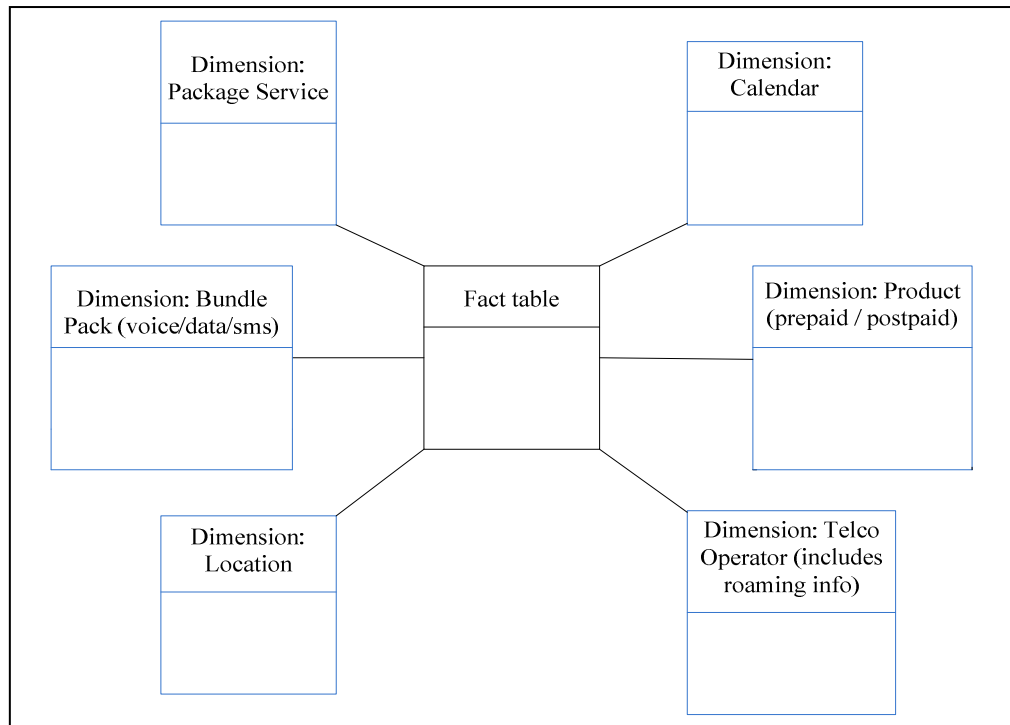 Dimension:
Package Service
Dimension:
Calendar
Dimension: Bundle
Pack (voice/data/sms)
Fact table
Dimension: Product
(prepaid / postpaid)
Dimension:
Location
Dimension: Telco
Operator (includes
roaming info)